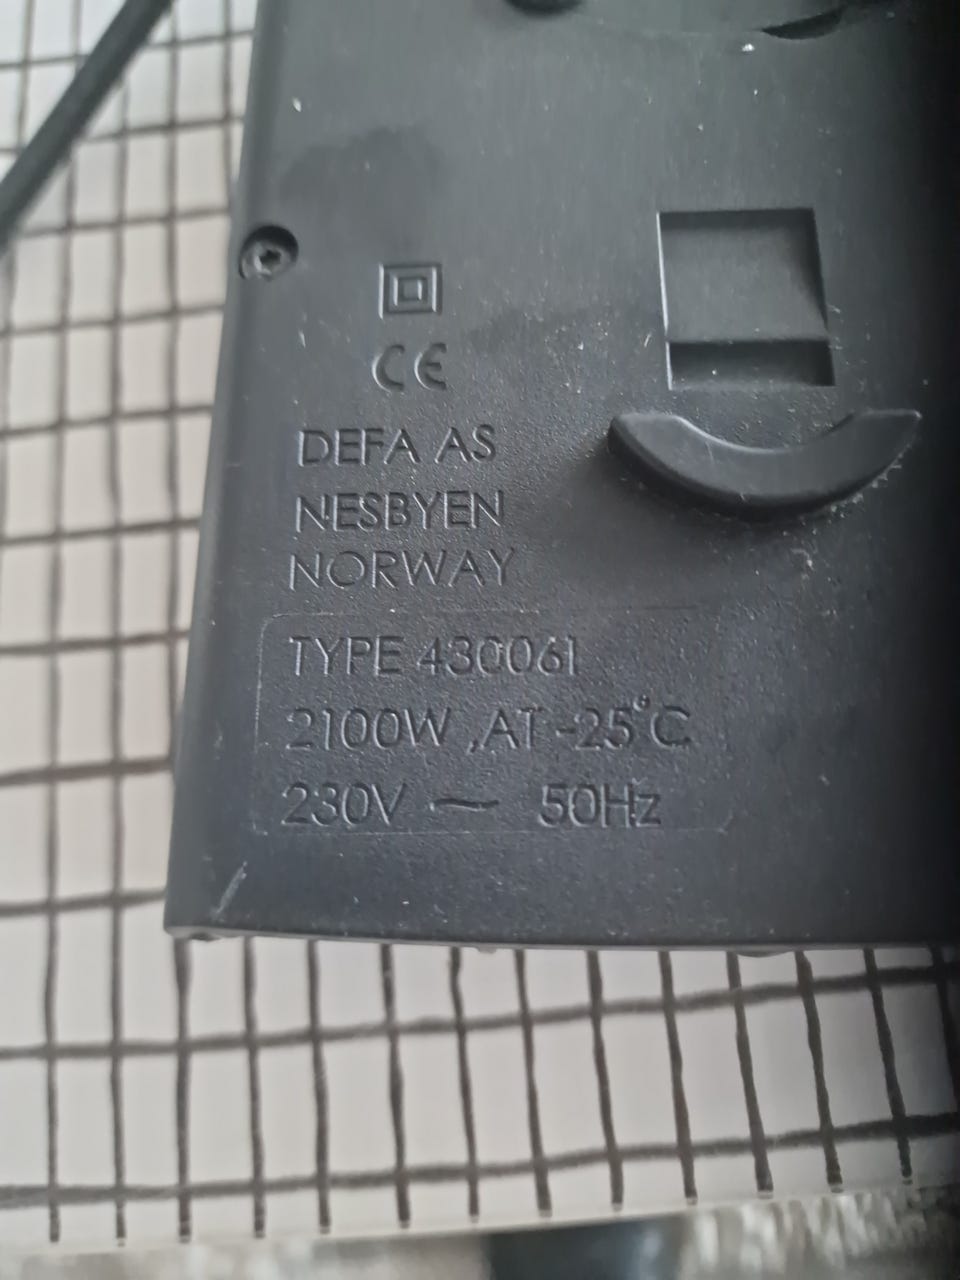 CE
DEFA AS
NESBYEN
NORWAY
TYPE 430061
2100W ,AT -25°C
230V ~ 50Hz